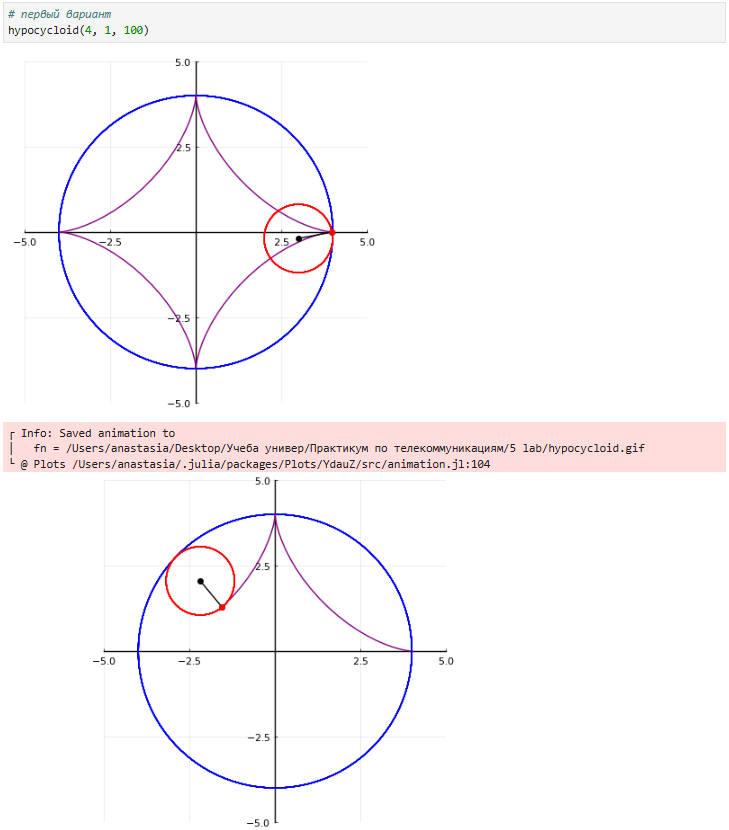 # первый вариант
hypocycloid(4, 1, 100)
5.0
2.5
−5.0 −2.5 2.5 5.0
−2.5
−5.0
┌ Info: Saved animation to
│   fn = /Users/anastasia/Desktop/Учеба универ/Практикум по телекоммуникациям/5 lab/hypocycloid.gif
└ @ Plots /Users/anastasia/.julia/packages/Plots/YdauZ/src/animation.jl:104
5.0
2.5
−5.0 −2.5 2.5 5.0
−2.5
−5.0